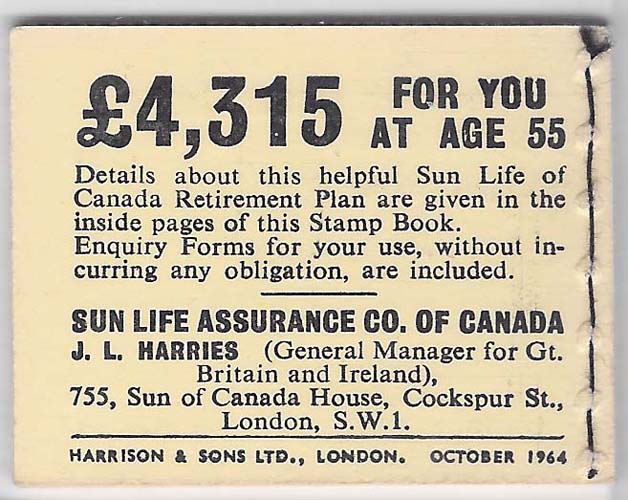 £4,315 FOR YOU
AT AGE 55
Details about this helpful Sun Life of
Canada Retirement Plan are given in the
inside pages of this Stamp Book.
Enquiry Forms for your use, without in-
curring any obligation, are included.
SUN LIFE ASSURANCE CO. OF CANADA
J. L. HARRIES (General Manager for Gt.
Britain and Ireland),
755, Sun of Canada House, Cockspur St.,
London, S.W.1.
HARRISON & SONS LTD., LONDON. OCTOBER 1964